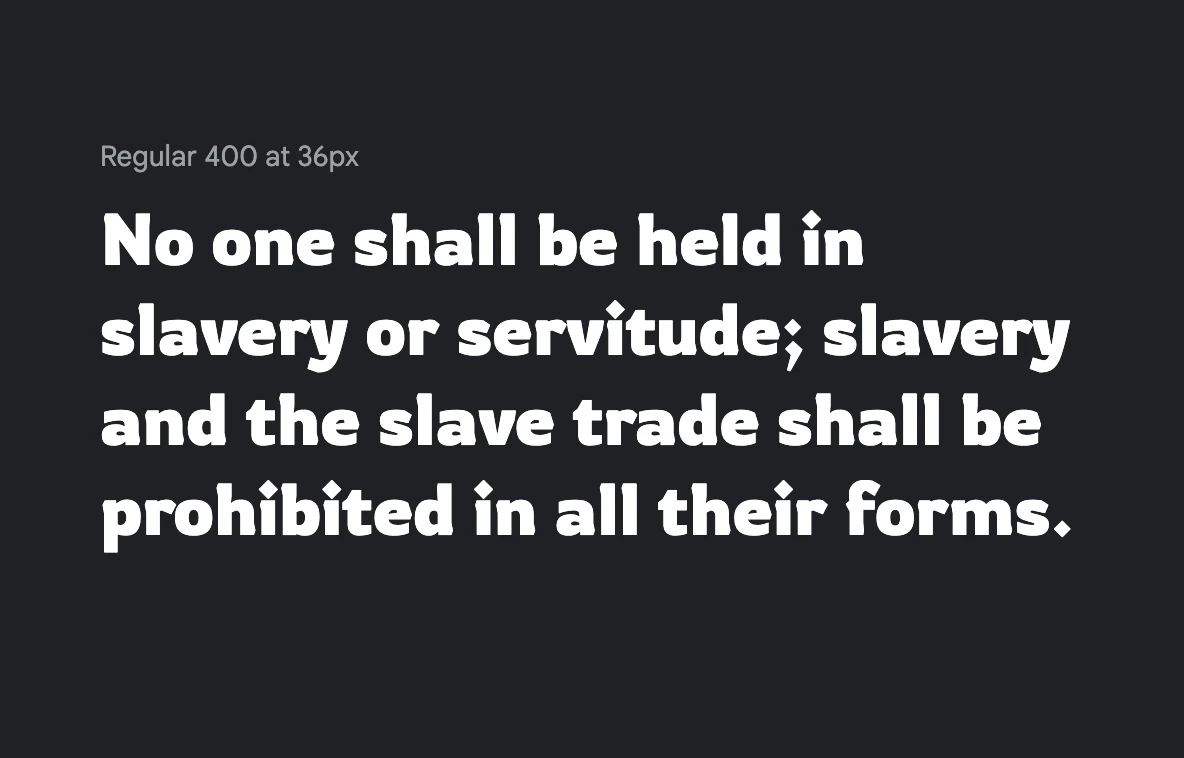 Regular 400 at 36px
No one shall be held in
slavery or servitude; slavery
and the slave trade shall be
prohibited in all their forms.